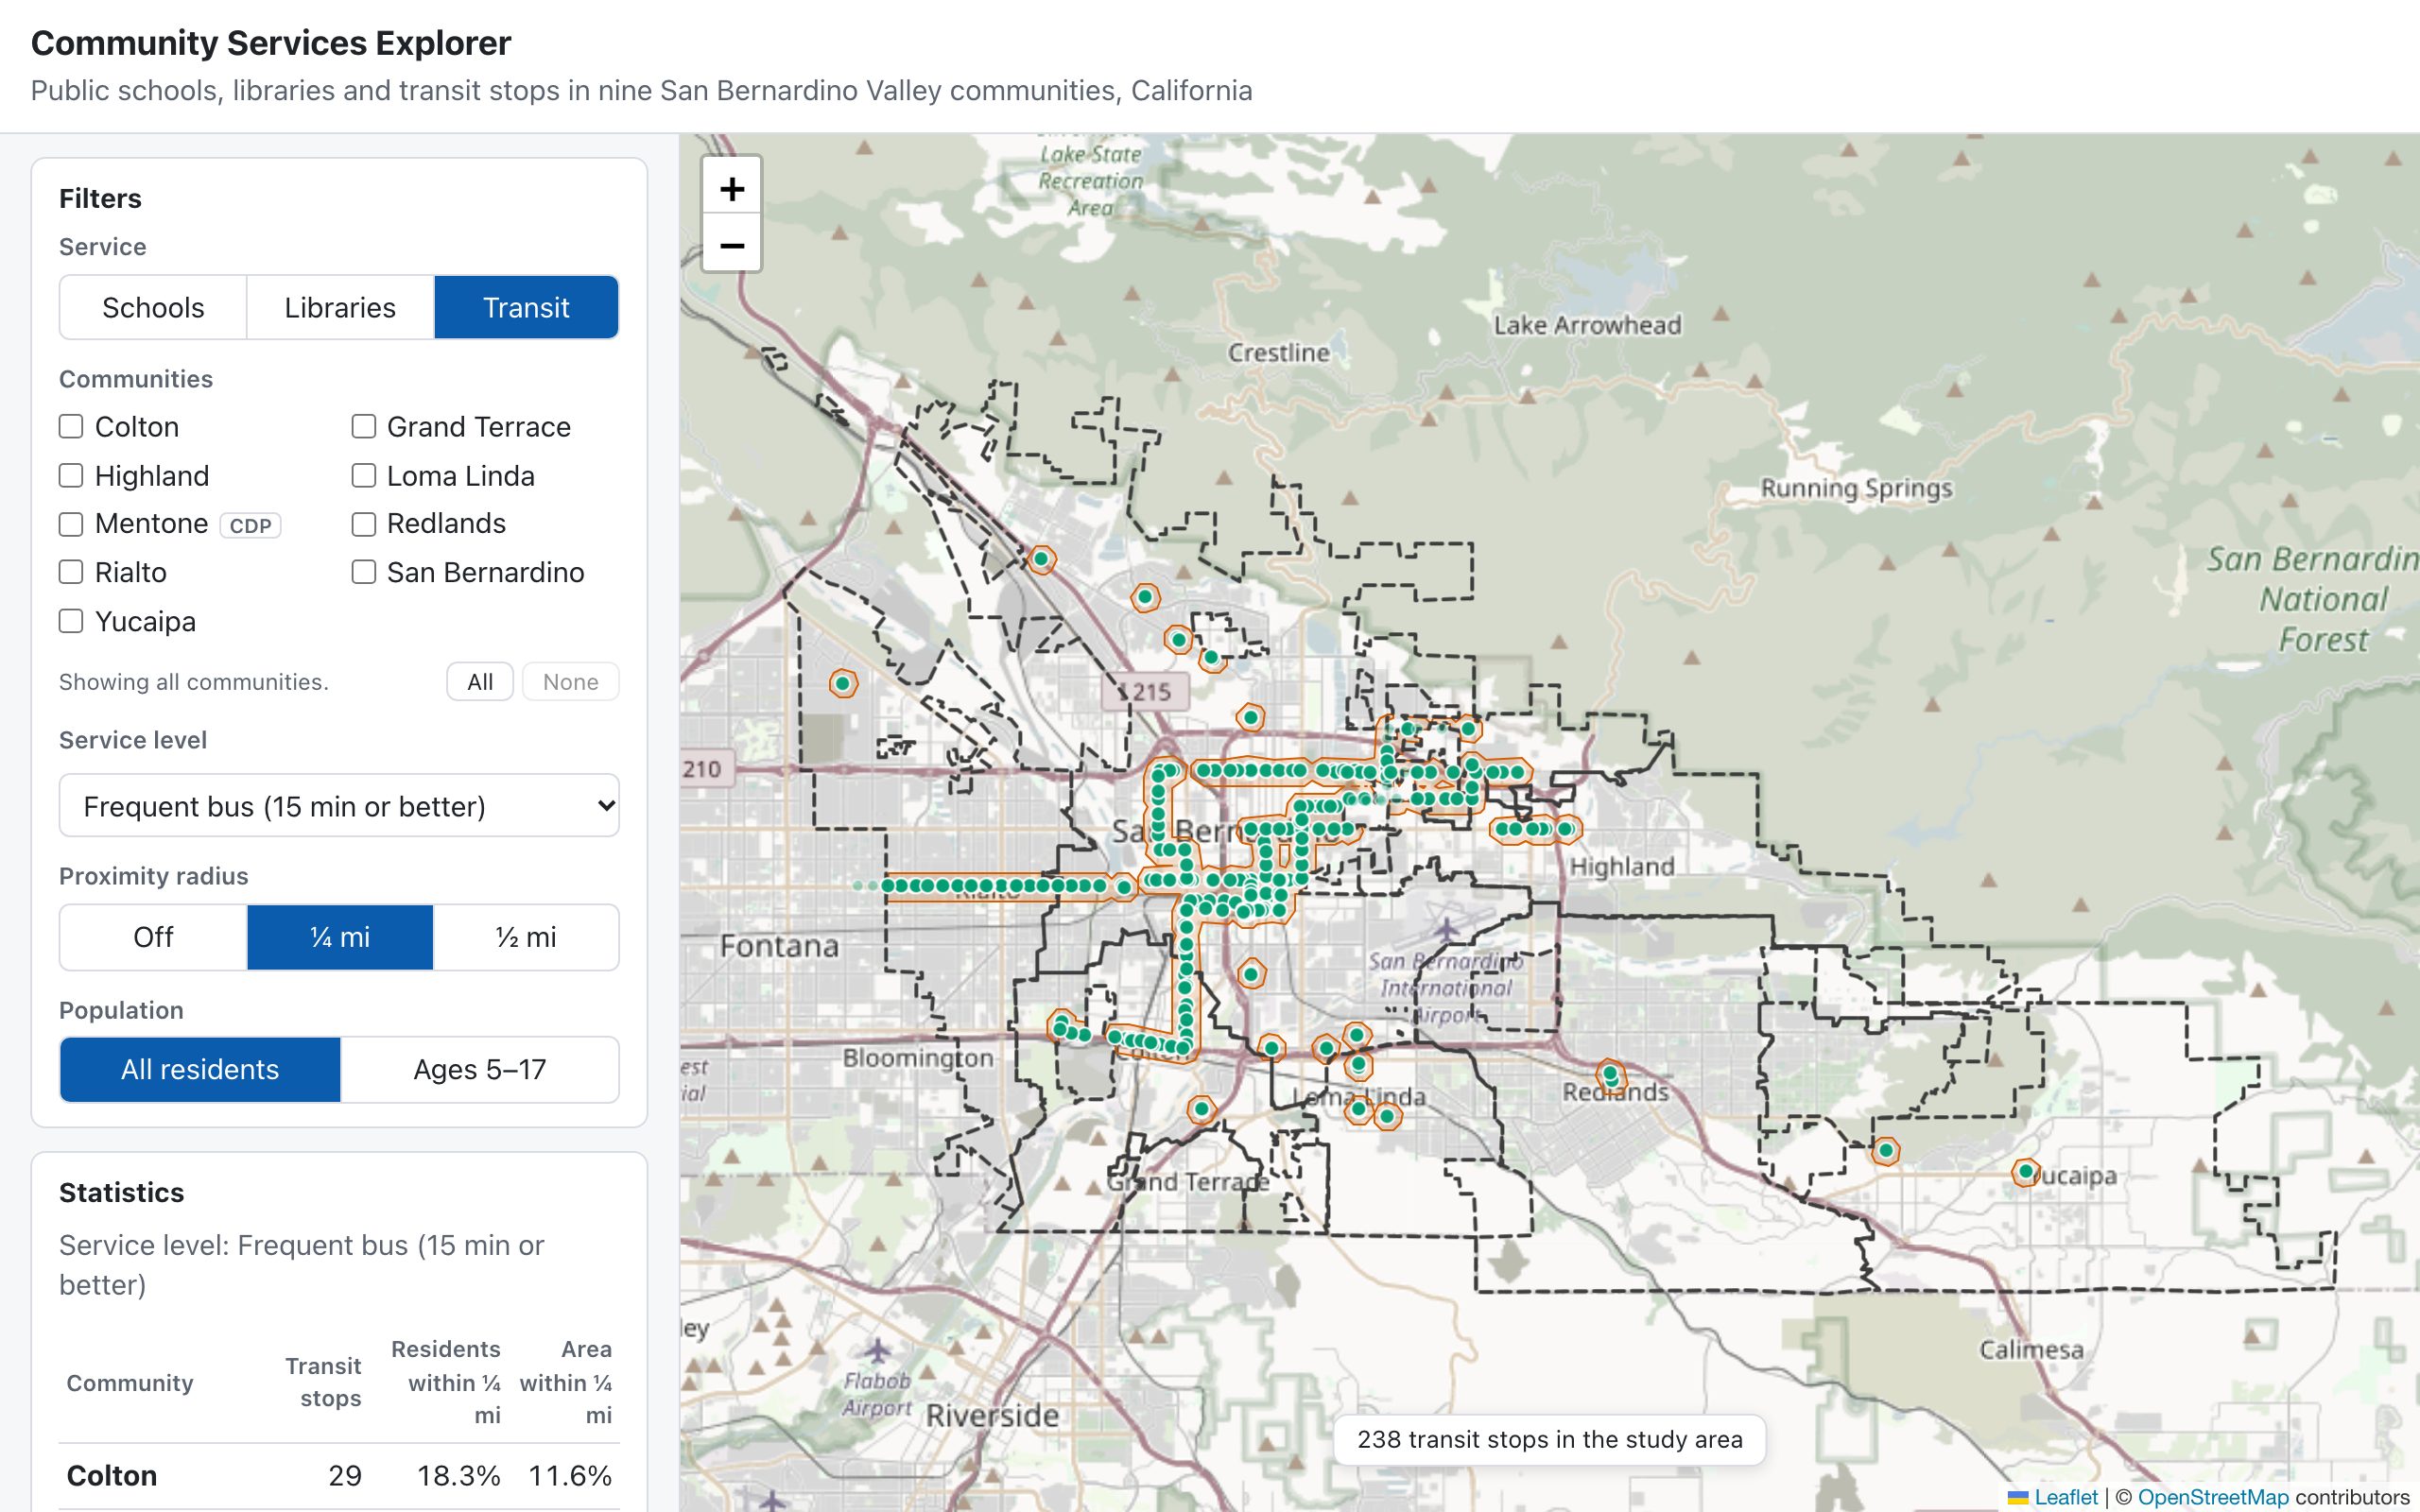 Community Services Explorer
Public schools, libraries and transit stops in nine San Bernardino Valley communities, California
Filters
Service
Schools
Libraries
Transit
Communities
Colton
Grand Terrace
Highland
Loma Linda
Mentone CDP
Redlands
Rialto
San Bernardino
Yucaipa
Showing all communities.
All
None
Service level
Frequent bus (15 min or better)
Proximity radius
Off
¼ mi
½ mi
Population
All residents
Ages 5–17
Statistics
Service level: Frequent bus (15 min or
better)
Community
Transit
stops
Residents
within ¼
mi
Area
within ¼
mi
Colton
29
18.3%
11.6%
+
−
Lake State
Recreation
Area
Lake Arrowhead
Crestline
Running Springs
San Bernardin
National
Forest
215
210
Highland
Fontana
San Bernardino
International
Airport
Bloomington
Loma Linda
Redlands
Grand Terrace
ucaipa
Calimesa
Flabob
Airport
Riverside
ley
est
ial
238 transit stops in the study area
Leaflet | © OpenStreetMap contributors